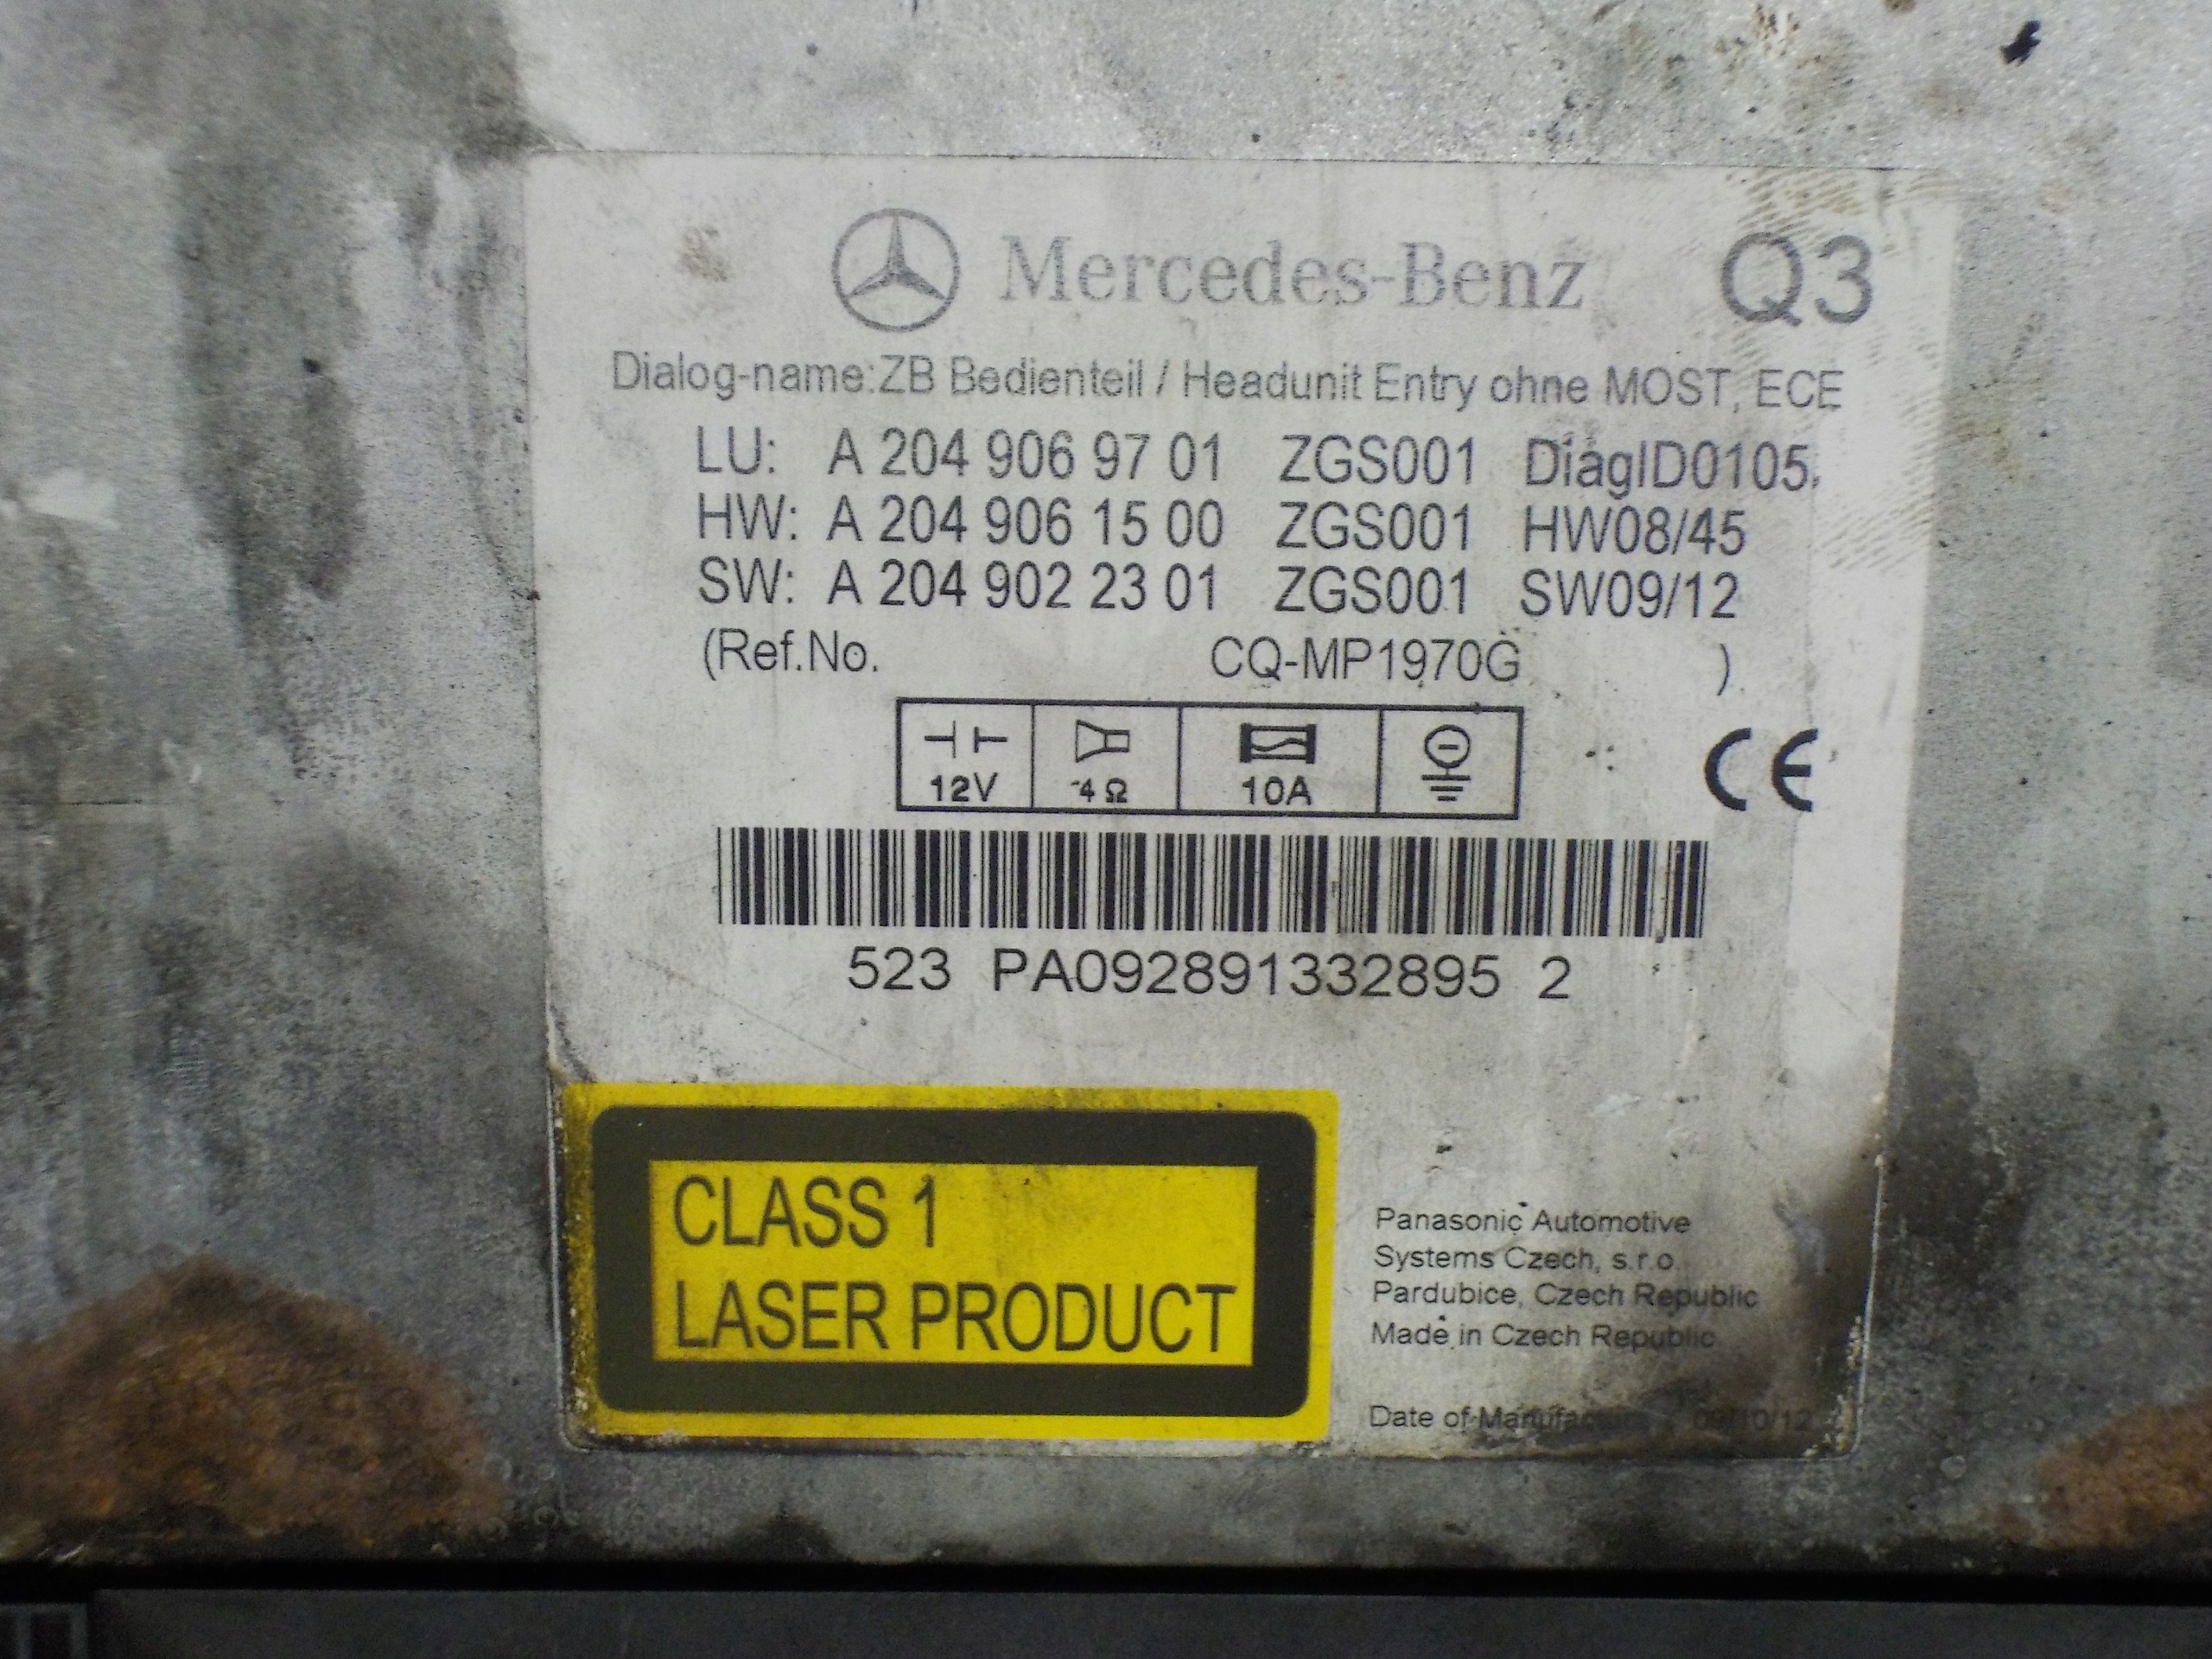 Mercedes-Benz Q3
Dialog-name:ZB Bedienteil / Headunit Entry ohne MOST, ECE
LU: A 204 906 97 01 ZGS001 DiagID0105,
HW: A 204 906 15 00 ZGS001 HW08/45
SW: A 204 902 23 01 ZGS001 SW09/12
(Ref.No. CQ-MP1970G )
12V 4 Ω 10A
CE
523 PA092891332895 2
CLASS 1
LASER PRODUCT
Panasonic Automotive
Systems Czech, s.r.o.
Pardubice, Czech Republic
Made in Czech Republic
Date of Manufacture